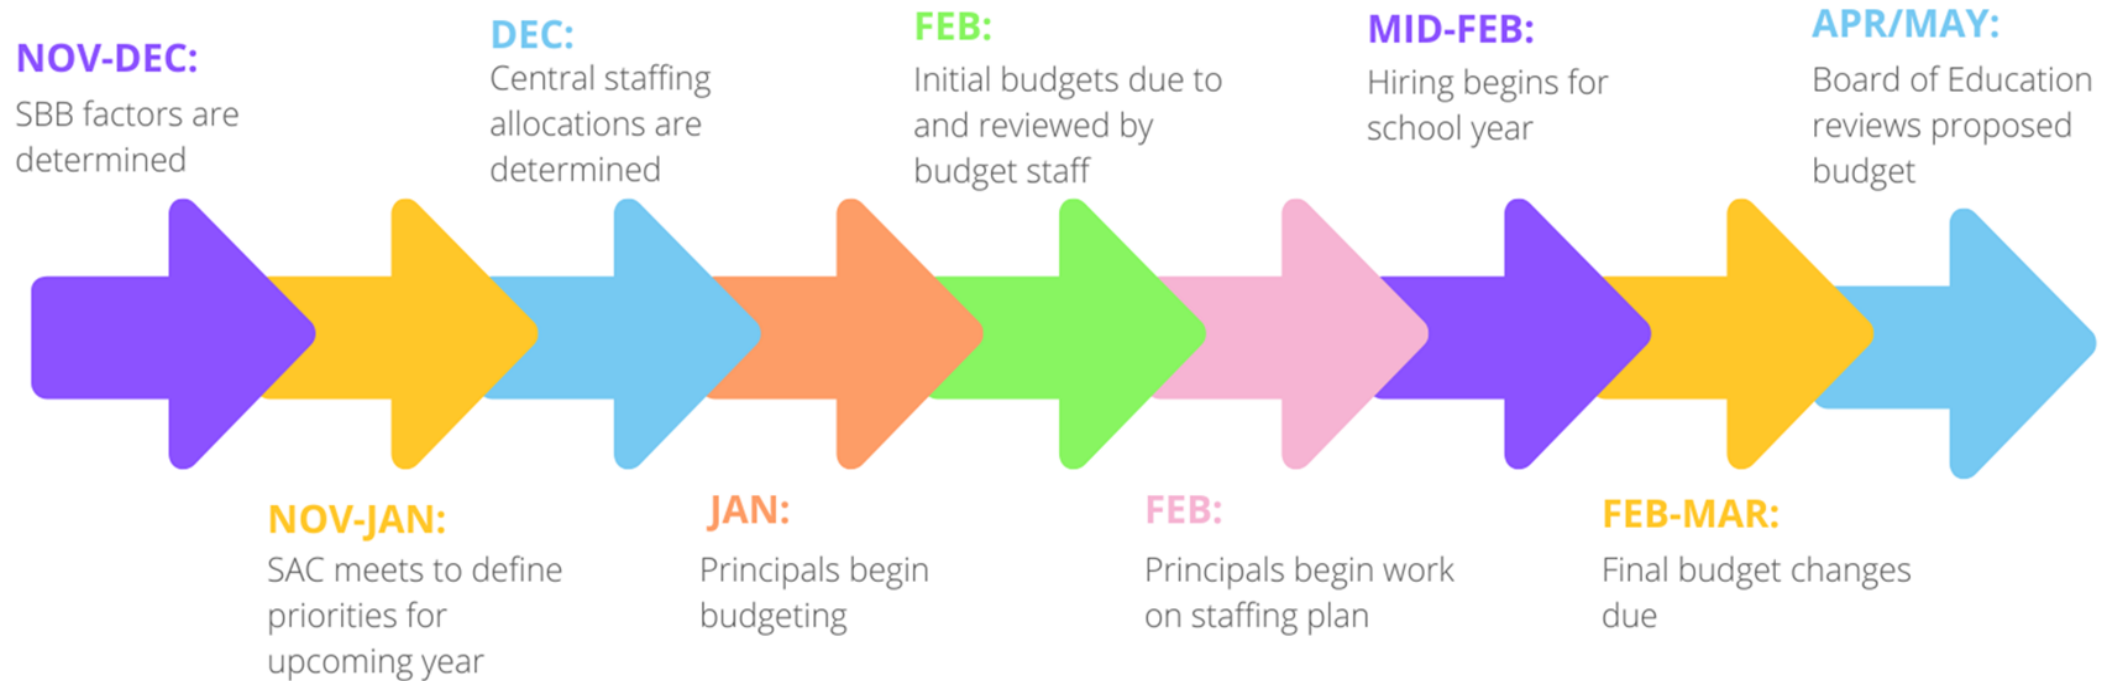 NOV-DEC:
SBB factors are
determined
NOV-JAN:
SAC meets to define
priorities for
upcoming year
DEC:
Central staffing
allocations are
determined
JAN:
Principals begin
budgeting
FEB:
Initial budgets due to
and reviewed by
budget staff
FEB:
Principals begin work
on staffing plan
MID-FEB:
Hiring begins for
school year
FEB-MAR:
Final budget changes
due
APR/MAY:
Board of Education
reviews proposed
budget